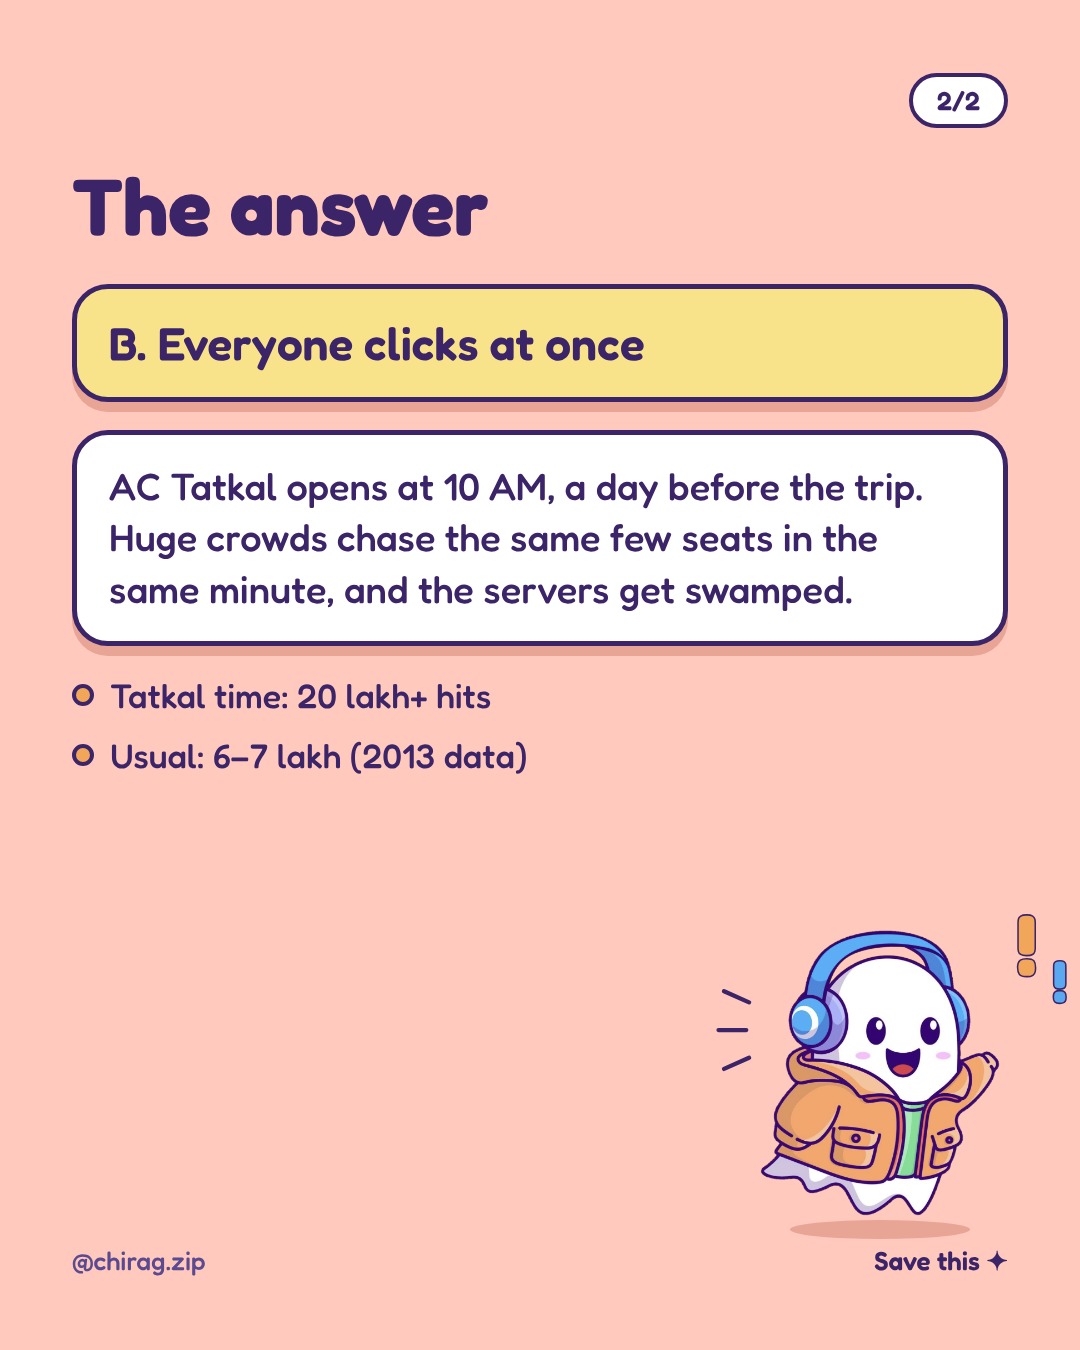 2/2
The answer
B. Everyone clicks at once
AC Tatkal opens at 10 AM, a day before the trip.
Huge crowds chase the same few seats in the
same minute, and the servers get swamped.
Tatkal time: 20 lakh+ hits
Usual: 6–7 lakh (2013 data)
@chirag.zip
Save this ✦